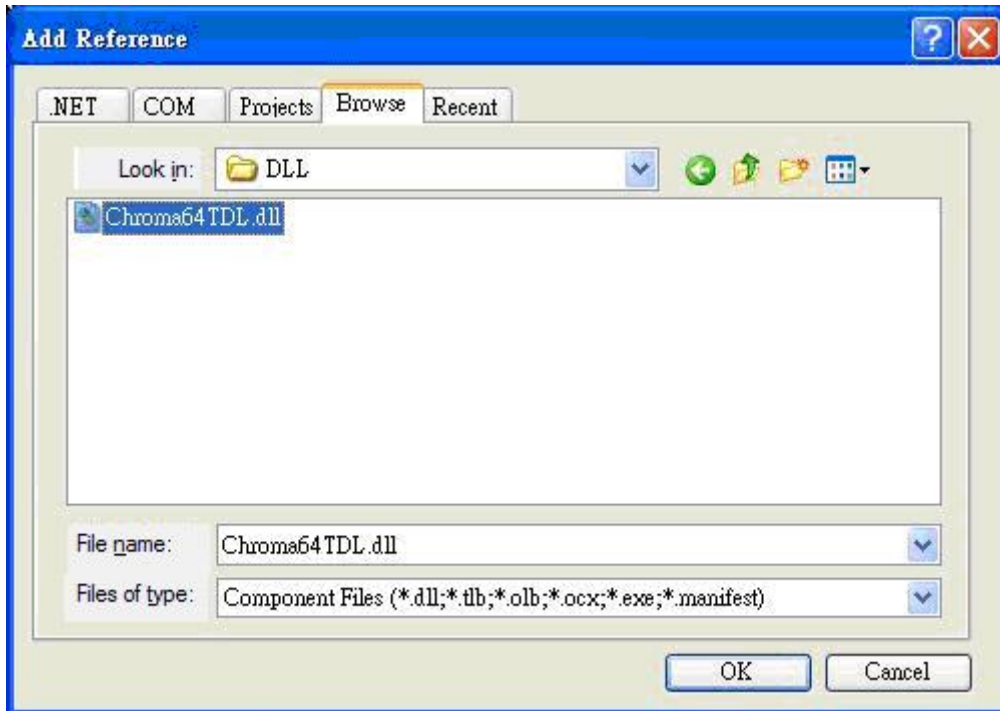 Add Reference
.NET COM Projects Browse Recent
Look in: DLL
Chroma64TDL.dll
File name: Chroma64TDL.dll
Files of type: Component Files (*.dll;*.tlb;*.olb;*.ocx;*.exe;*.manifest)
OK Cancel